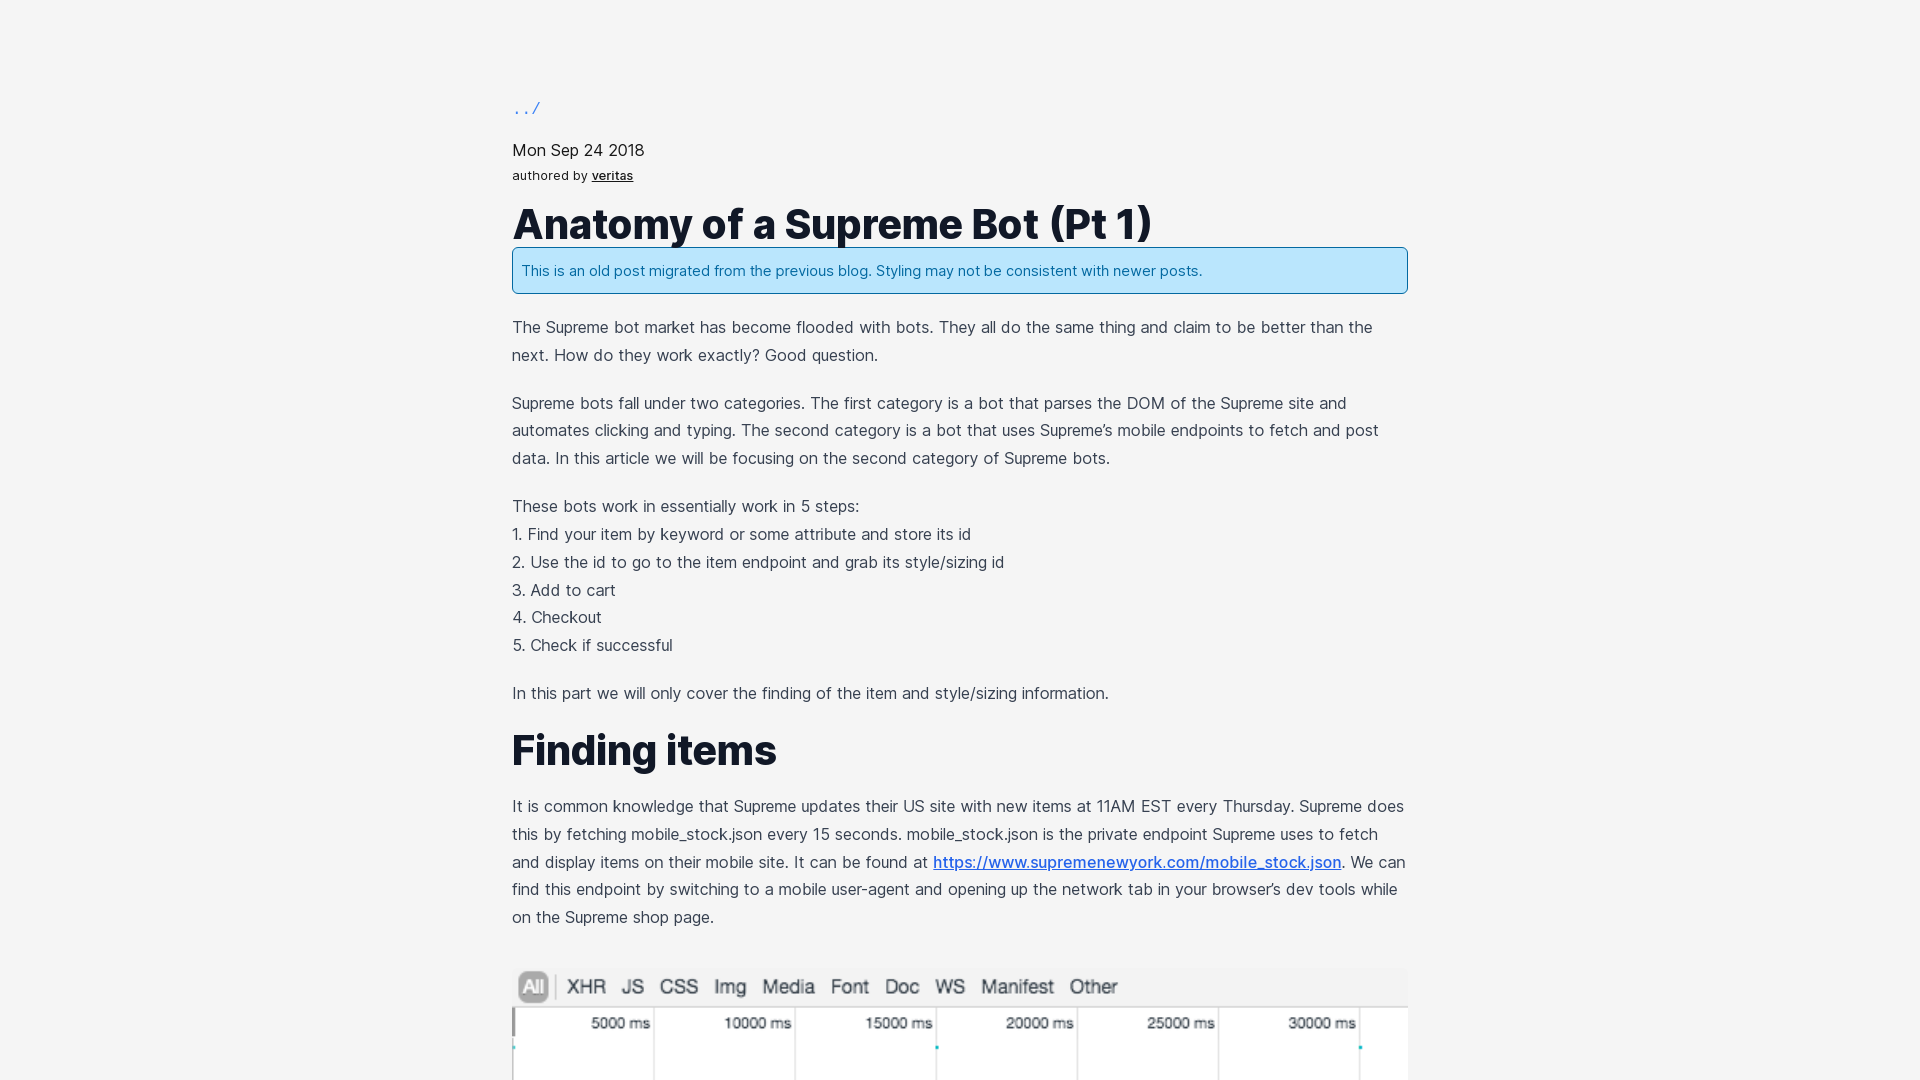 ../
Mon Sep 24 2018
authored by veritas
Anatomy of a Supreme Bot (Pt 1)
This is an old post migrated from the previous blog. Styling may not be consistent with newer posts.
The Supreme bot market has become flooded with bots. They all do the same thing and claim to be better than the
next. How do they work exactly? Good question.
Supreme bots fall under two categories. The first category is a bot that parses the DOM of the Supreme site and
automates clicking and typing. The second category is a bot that uses Supreme’s mobile endpoints to fetch and post
data. In this article we will be focusing on the second category of Supreme bots.
These bots work in essentially work in 5 steps:
1. Find your item by keyword or some attribute and store its id
2. Use the id to go to the item endpoint and grab its style/sizing id
3. Add to cart
4. Checkout
5. Check if successful
In this part we will only cover the finding of the item and style/sizing information.
Finding items
It is common knowledge that Supreme updates their US site with new items at 11AM EST every Thursday. Supreme does
this by fetching mobile_stock.json every 15 seconds. mobile_stock.json is the private endpoint Supreme uses to fetch
and display items on their mobile site. It can be found at https://www.supremenewyork.com/mobile_stock.json. We can
find this endpoint by switching to a mobile user-agent and opening up the network tab in your browser’s dev tools while
on the Supreme shop page.
All XHR JS CSS Img Media Font Doc WS Manifest Other
5000 ms 10000 ms 15000 ms 20000 ms 25000 ms 30000 ms